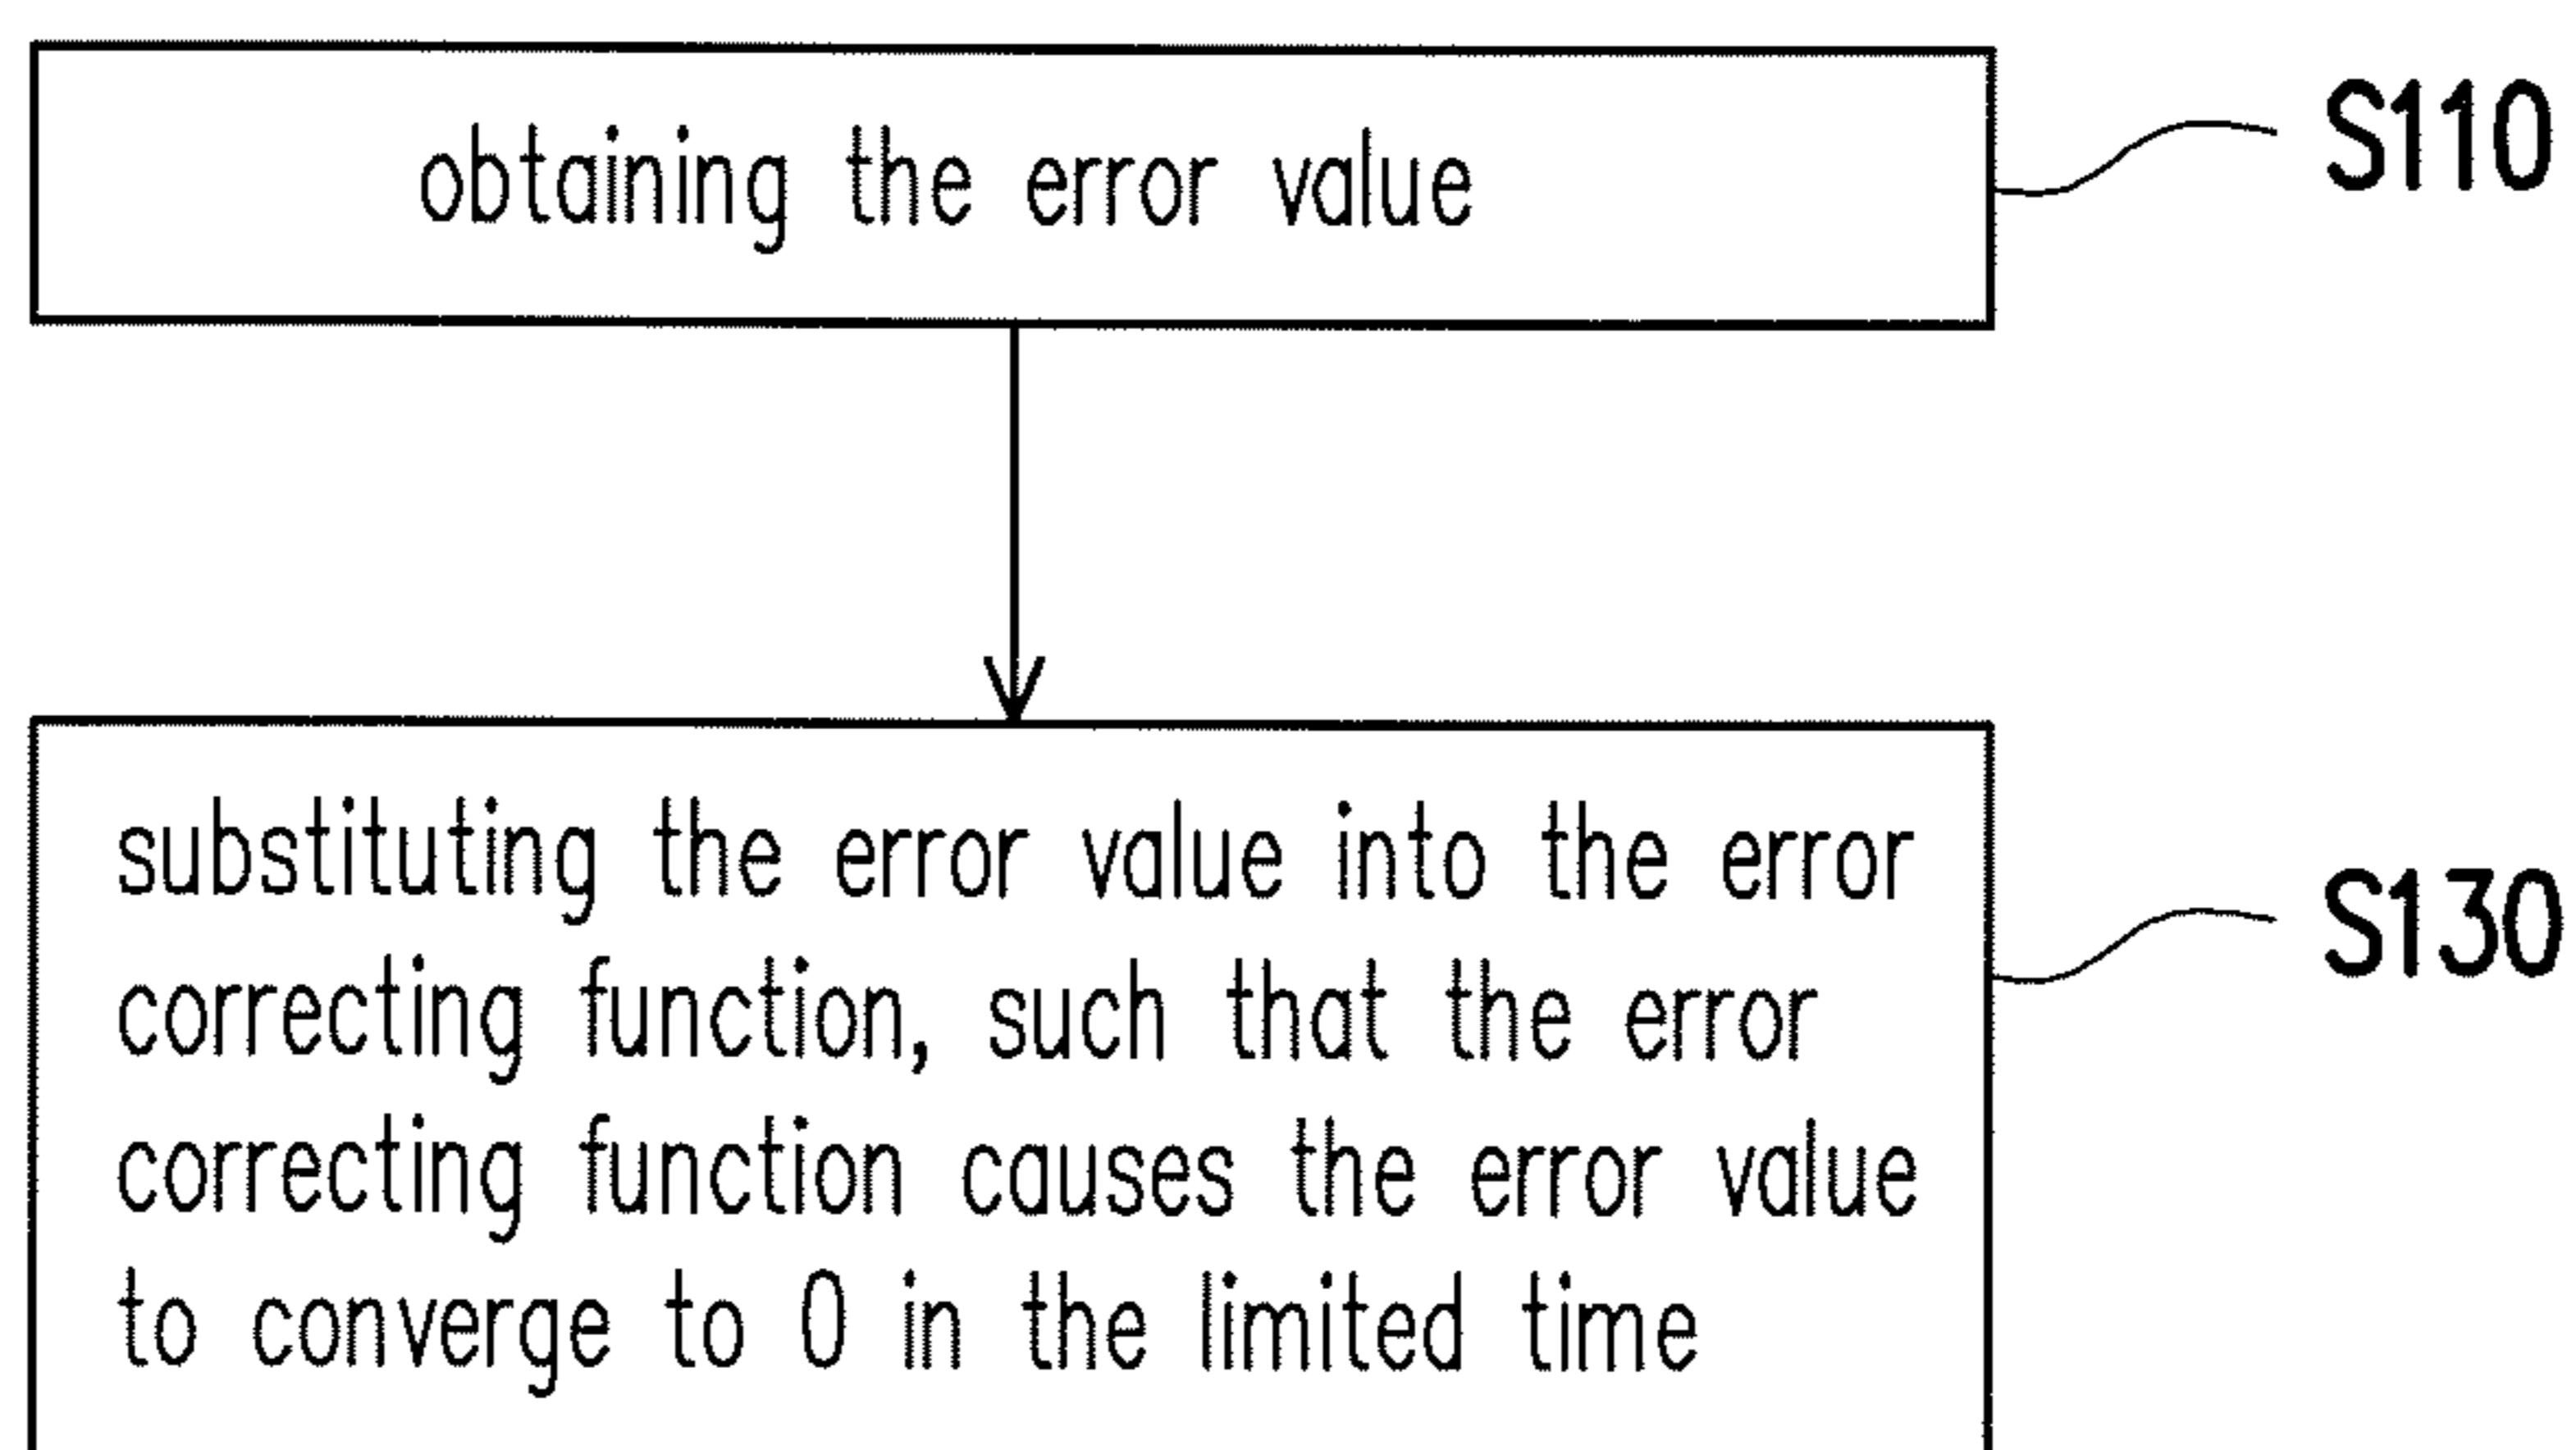 obtaining the error value
S110
substituting the error value into the error
correcting function, such that the error
correcting function causes the error value
to converge to 0 in the limited time
S130